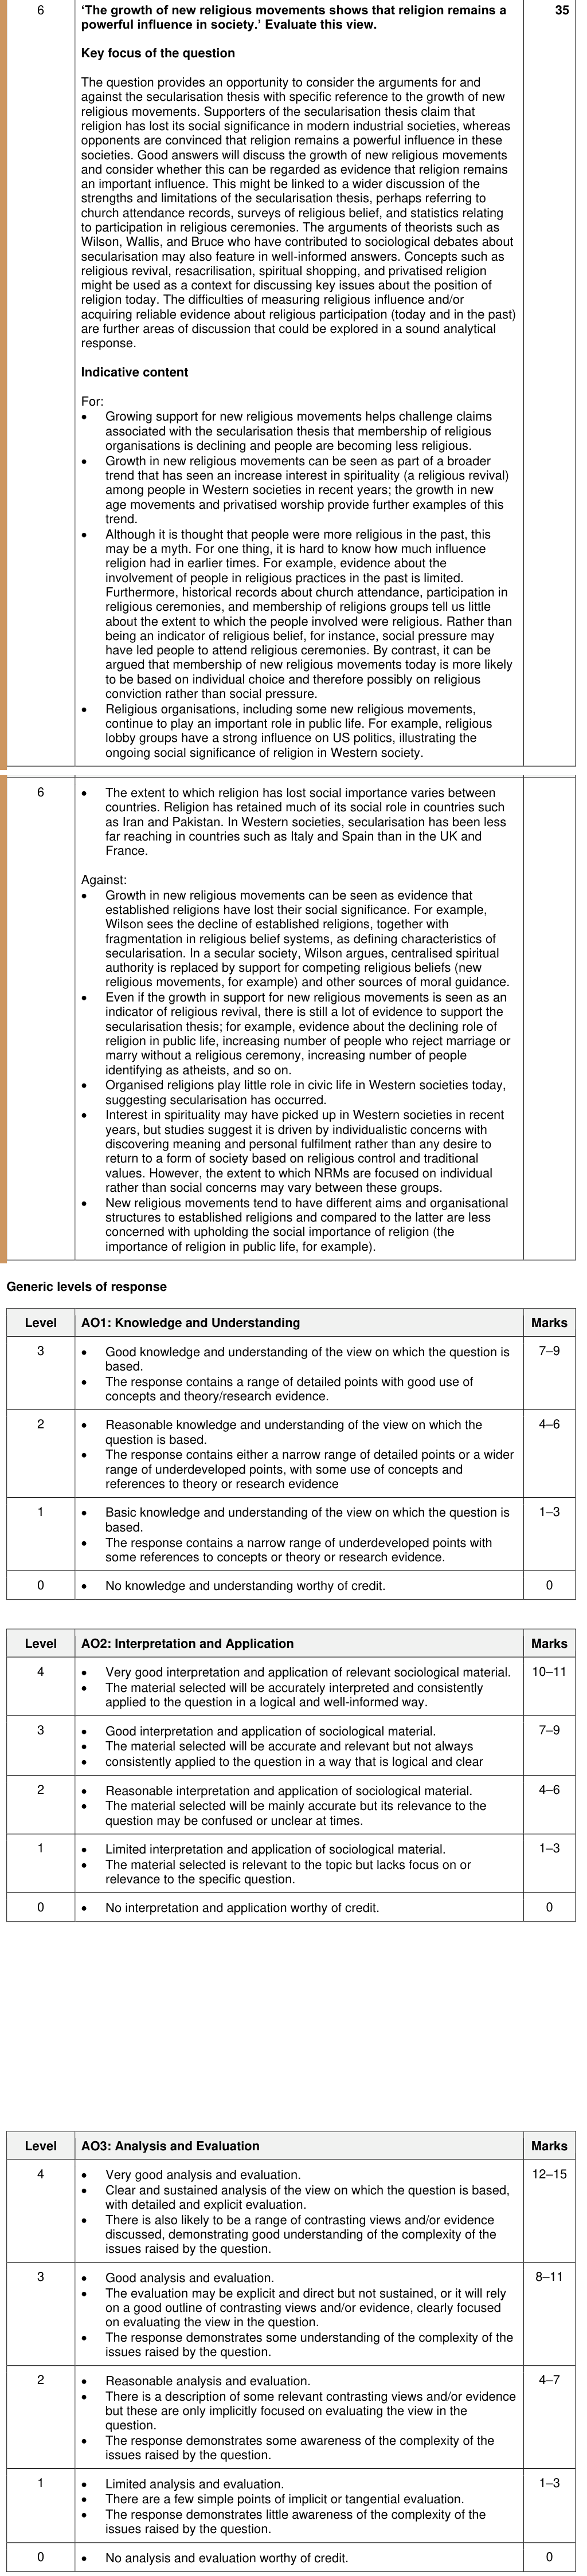 6 ‘The growth of new religious movements shows that religion remains a 35
powerful influence in society.’ Evaluate this view.
Key focus of the question
The question provides an opportunity to consider the arguments for and
against the secularisation thesis with specific reference to the growth of new
religious movements. Supporters of the secularisation thesis claim that
religion has lost its social significance in modern industrial societies, whereas
opponents are convinced that religion remains a powerful influence in these
societies. Good answers will discuss the growth of new religious movements
and consider whether this can be regarded as evidence that religion remains
an important influence. This might be linked to a wider discussion of the
strengths and limitations of the secularisation thesis, perhaps referring to
church attendance records, surveys of religious belief, and statistics relating
to participation in religious ceremonies. The arguments of theorists such as
Wilson, Wallis, and Bruce who have contributed to sociological debates about
secularisation may also feature in well-informed answers. Concepts such as
religious revival, resacrilisation, spiritual shopping, and privatised religion
might be used as a context for discussing key issues about the position of
religion today. The difficulties of measuring religious influence and/or
acquiring reliable evidence about religious participation (today and in the past)
are further areas of discussion that could be explored in a sound analytical
response.
Indicative content
For:
• Growing support for new religious movements helps challenge claims
associated with the secularisation thesis that membership of religious
organisations is declining and people are becoming less religious.
• Growth in new religious movements can be seen as part of a broader
trend that has seen an increase interest in spirituality (a religious revival)
among people in Western societies in recent years; the growth in new
age movements and privatised worship provide further examples of this
trend.
• Although it is thought that people were more religious in the past, this
may be a myth. For one thing, it is hard to know how much influence
religion had in earlier times. For example, evidence about the
involvement of people in religious practices in the past is limited.
Furthermore, historical records about church attendance, participation in
religious ceremonies, and membership of religions groups tell us little
about the extent to which the people involved were religious. Rather than
being an indicator of religious belief, for instance, social pressure may
have led people to attend religious ceremonies. By contrast, it can be
argued that membership of new religious movements today is more likely
to be based on individual choice and therefore possibly on religious
conviction rather than social pressure.
• Religious organisations, including some new religious movements,
continue to play an important role in public life. For example, religious
lobby groups have a strong influence on US politics, illustrating the
ongoing social significance of religion in Western society.
6 • The extent to which religion has lost social importance varies between
countries. Religion has retained much of its social role in countries such
as Iran and Pakistan. In Western societies, secularisation has been less
far reaching in countries such as Italy and Spain than in the UK and
France.
Against:
• Growth in new religious movements can be seen as evidence that
established religions have lost their social significance. For example,
Wilson sees the decline of established religions, together with
fragmentation in religious belief systems, as defining characteristics of
secularisation. In a secular society, Wilson argues, centralised spiritual
authority is replaced by support for competing religious beliefs (new
religious movements, for example) and other sources of moral guidance.
• Even if the growth in support for new religious movements is seen as an
indicator of religious revival, there is still a lot of evidence to support the
secularisation thesis; for example, evidence about the declining role of
religion in public life, increasing number of people who reject marriage or
marry without a religious ceremony, increasing number of people
identifying as atheists, and so on.
• Organised religions play little role in civic life in Western societies today,
suggesting secularisation has occurred.
• Interest in spirituality may have picked up in Western societies in recent
years, but studies suggest it is driven by individualistic concerns with
discovering meaning and personal fulfilment rather than any desire to
return to a form of society based on religious control and traditional
values. However, the extent to which NRMs are focused on individual
rather than social concerns may vary between these groups.
• New religious movements tend to have different aims and organisational
structures to established religions and compared to the latter are less
concerned with upholding the social importance of religion (the
importance of religion in public life, for example).
Generic levels of response
Level AO1: Knowledge and Understanding Marks
3 • Good knowledge and understanding of the view on which the question is 7–9
based.
• The response contains a range of detailed points with good use of
concepts and theory/research evidence.
2 • Reasonable knowledge and understanding of the view on which the 4–6
question is based.
• The response contains either a narrow range of detailed points or a wider
range of underdeveloped points, with some use of concepts and
references to theory or research evidence
1 • Basic knowledge and understanding of the view on which the question is 1–3
based.
• The response contains a narrow range of underdeveloped points with
some references to concepts or theory or research evidence.
0 • No knowledge and understanding worthy of credit. 0
Level AO2: Interpretation and Application Marks
4 • Very good interpretation and application of relevant sociological material. 10–11
• The material selected will be accurately interpreted and consistently
applied to the question in a logical and well-informed way.
3 • Good interpretation and application of sociological material. 7–9
• The material selected will be accurate and relevant but not always
• consistently applied to the question in a way that is logical and clear
2 • Reasonable interpretation and application of sociological material. 4–6
• The material selected will be mainly accurate but its relevance to the
question may be confused or unclear at times.
1 • Limited interpretation and application of sociological material. 1–3
• The material selected is relevant to the topic but lacks focus on or
relevance to the specific question.
0 • No interpretation and application worthy of credit. 0
Level AO3: Analysis and Evaluation Marks
4 • Very good analysis and evaluation. 12–15
• Clear and sustained analysis of the view on which the question is based,
with detailed and explicit evaluation.
• There is also likely to be a range of contrasting views and/or evidence
discussed, demonstrating good understanding of the complexity of the
issues raised by the question.
3 • Good analysis and evaluation. 8–11
• The evaluation may be explicit and direct but not sustained, or it will rely
on a good outline of contrasting views and/or evidence, clearly focused
on evaluating the view in the question.
• The response demonstrates some understanding of the complexity of the
issues raised by the question.
2 • Reasonable analysis and evaluation. 4–7
• There is a description of some relevant contrasting views and/or evidence
but these are only implicitly focused on evaluating the view in the
question.
• The response demonstrates some awareness of the complexity of the
issues raised by the question.
1 • Limited analysis and evaluation. 1–3
• There are a few simple points of implicit or tangential evaluation.
• The response demonstrates little awareness of the complexity of the
issues raised by the question.
0 • No analysis and evaluation worthy of credit. 0